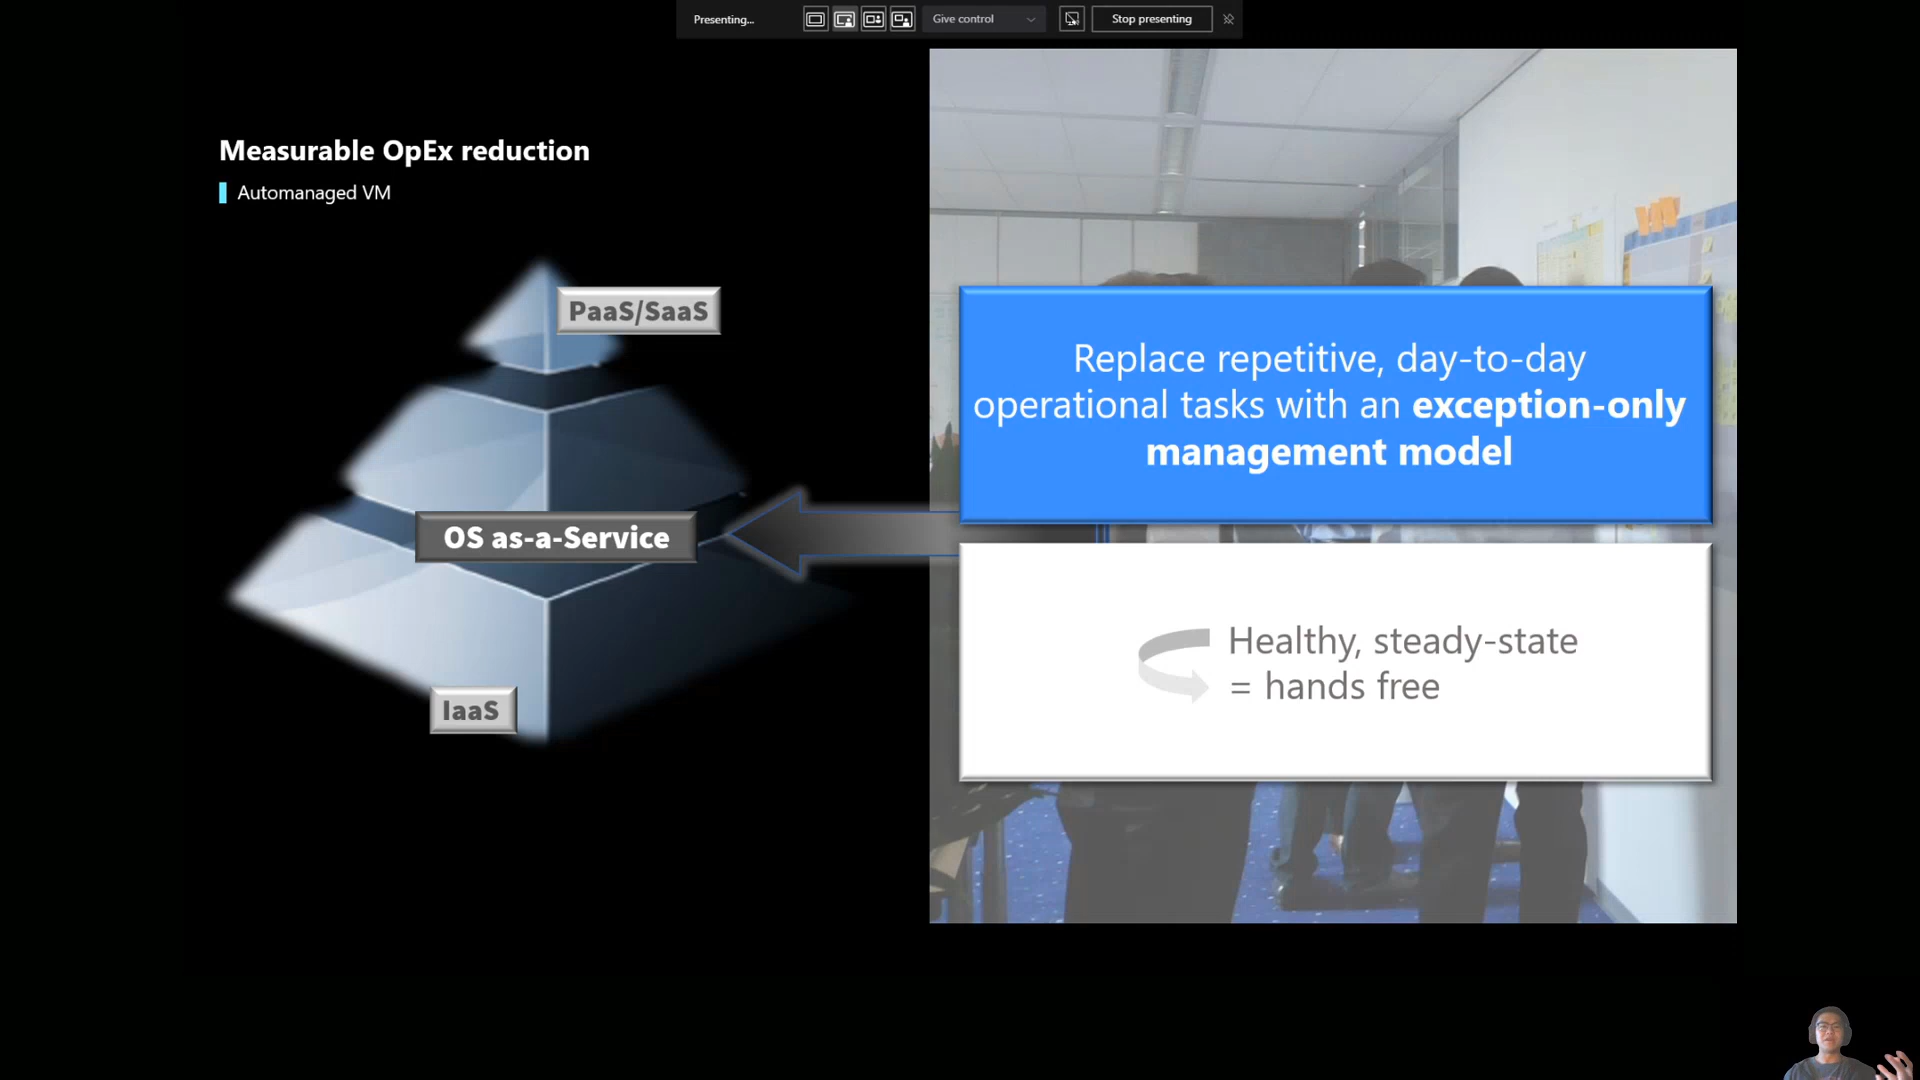 Presenting...
Give control
Stop presenting
Measurable OpEx reduction
Automanaged VM
PaaS/SaaS
OS as-a-Service
IaaS
Replace repetitive, day-to-day
operational tasks with an exception-only
management model
Healthy, steady-state
= hands free